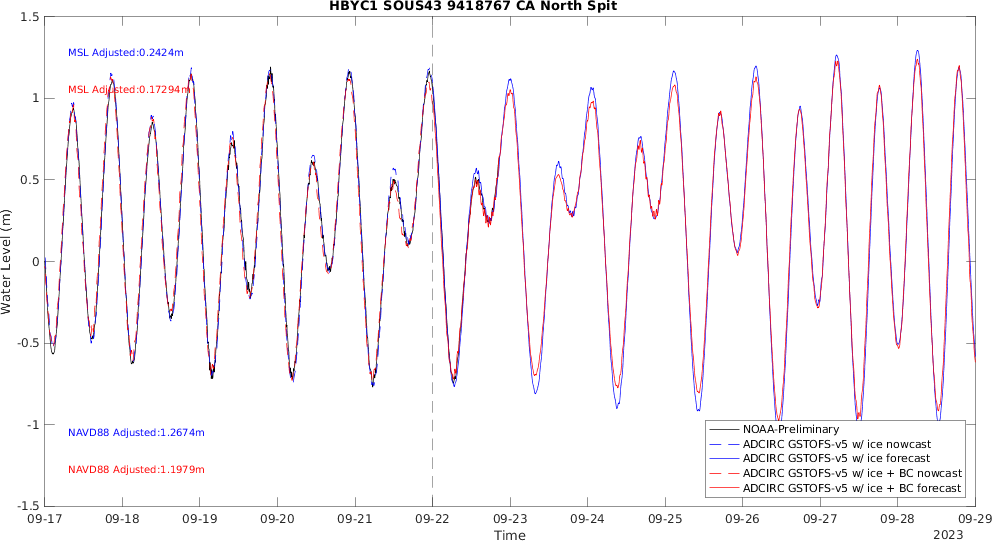 HBYC1 SOUS43 9418767 CA North Spit
1.5
1
0.5
0
-0.5
-1
-1.5
Water Level (m)
MSL Adjusted:0.2424m
MSL Adjusted:0.17294m
NAVD88 Adjusted:1.2674m
NAVD88 Adjusted:1.1979m
NOAA-Preliminary
ADCIRC GSTOFS-v5 w/ ice nowcast
ADCIRC GSTOFS-v5 w/ ice forecast
ADCIRC GSTOFS-v5 w/ ice + BC nowcast
ADCIRC GSTOFS-v5 w/ ice + BC forecast
09-17 09-18 09-19 09-20 09-21 09-22 09-23 09-24 09-25 09-26 09-27 09-28 09-29
Time
2023